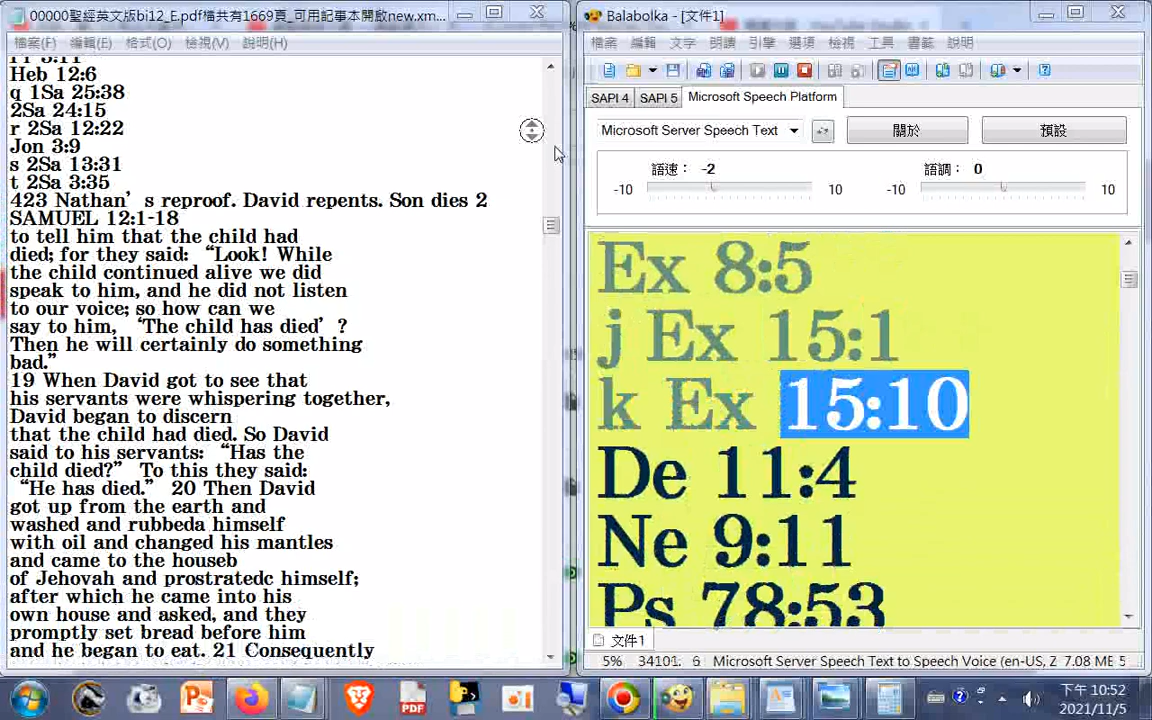 00000聖經英文版bi12_E.pdf檔共有1669頁_可用記事本開啟new.xm...
檔案(F) 編輯(E) 格式(O) 檢視(V) 說明(H)
Heb 12:6
q 1Sa 25:38
2Sa 24:15
r 2Sa 12:22
Jon 3:9
s 2Sa 13:31
t 2Sa 3:35
423 Nathan’s reproof. David repents. Son dies 2
SAMUEL 12:1-18
to tell him that the child had
died; for they said: “Look! While
the child continued alive we did
speak to him, and he did not listen
to our voice; so how can we
say to him, ‘The child has died’?
Then he will certainly do something
bad.”
19 When David got to see that
his servants were whispering together,
David began to discern
that the child had died. So David
said to his servants: “Has the
child died?” To this they said:
“He has died.” 20 Then David
got up from the earth and
washed and rubbeda himself
with oil and changed his mantles
and came to the houseb
of Jehovah and prostratedc himself;
after which he came into his
own house and asked, and they
promptly set bread before him
and he began to eat. 21 Consequently
Balabolka - [文件1]
檔案 編輯 文字 朗讀 引擎 選項 檢視 工具 書籤 說明
SAPI 4 SAPI 5 Microsoft Speech Platform
Microsoft Server Speech Text 關於 預設
語速: -2 語調: 0
-10 10 -10 10
Ex 8:5
j Ex 15:1
k Ex 15:10
De 11:4
Ne 9:11
Ps 78:53
文件1
5% 34101: 6 Microsoft Server Speech Text to Speech Voice (en-US, Z 7.08 MB 5
PDF
下午 10:52
2021/11/5